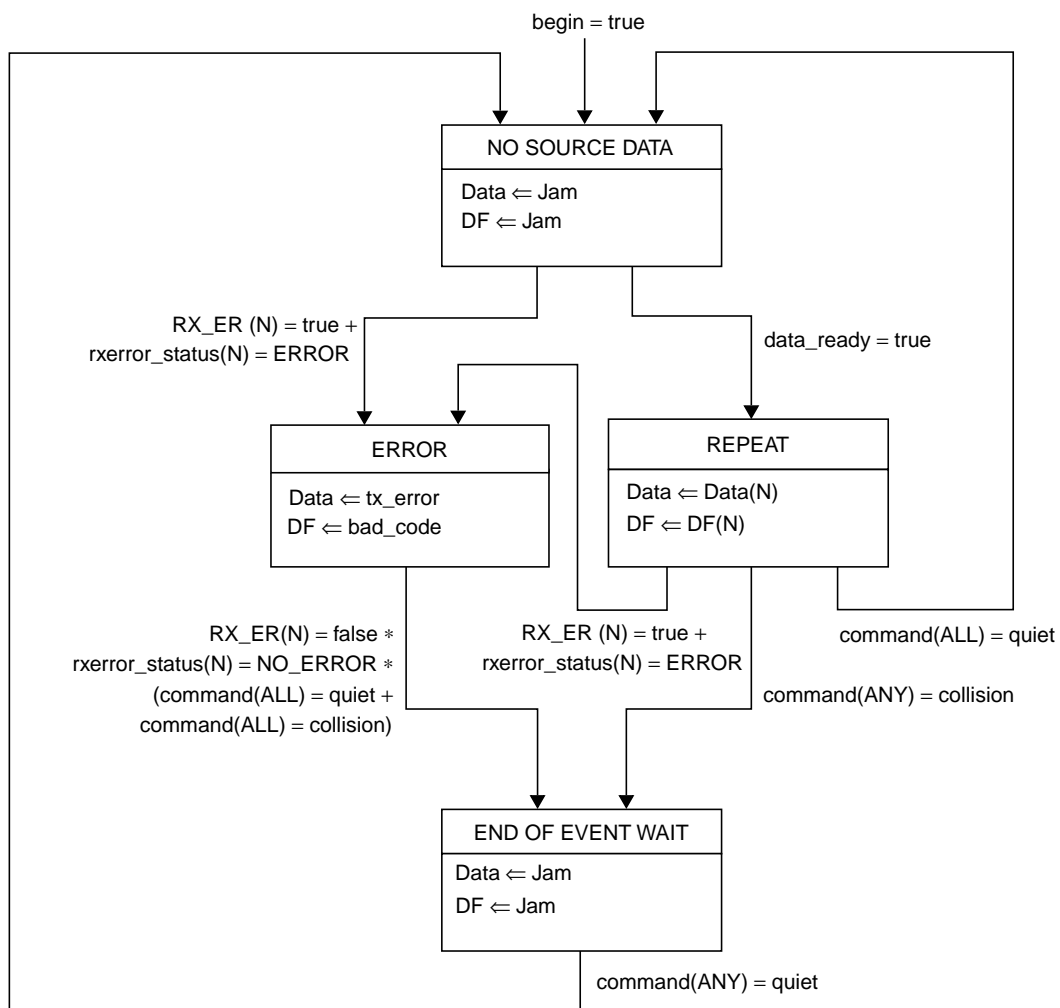 begin = true
NO SOURCE DATA
Data ⇐ Jam
DF ⇐ Jam
RX_ER (N) = true +
rxerror_status(N) = ERROR
data_ready = true
ERROR
Data ⇐ tx_error
DF ⇐ bad_code
REPEAT
Data ⇐ Data(N)
DF ⇐ DF(N)
RX_ER(N) = false *
rxerror_status(N) = NO_ERROR *
(command(ALL) = quiet +
command(ALL) = collision)
RX_ER (N) = true +
rxerror_status(N) = ERROR
command(ALL) = quiet
command(ANY) = collision
END OF EVENT WAIT
Data ⇐ Jam
DF ⇐ Jam
command(ANY) = quiet